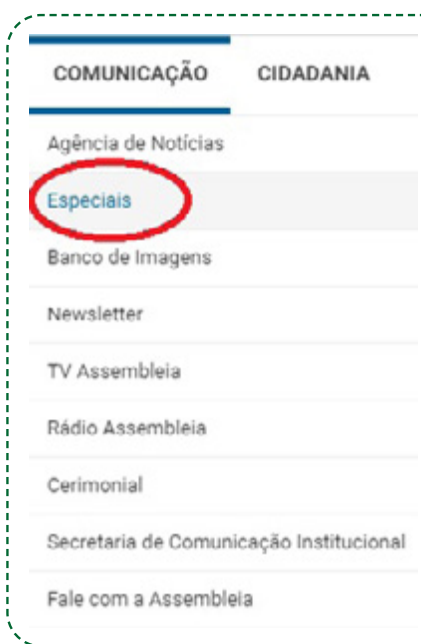 COMUNICAÇÃO CIDADANIA
Agência de Notícias
Especiais
Banco de Imagens
Newsletter
TV Assembleia
Rádio Assembleia
Cerimonial
Secretaria de Comunicação Institucional
Fale com a Assembleia